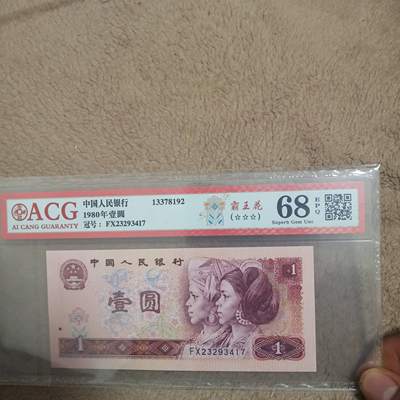 ACG
AI CANG GUARANTY
中国人民银行 13378192
1980年壹圆
冠号: FX23293417
霸王花
(☆☆☆)
68 EPQ
Superb Gem Unc
中国人民银行
1
壹圆
FX23293417
1
1